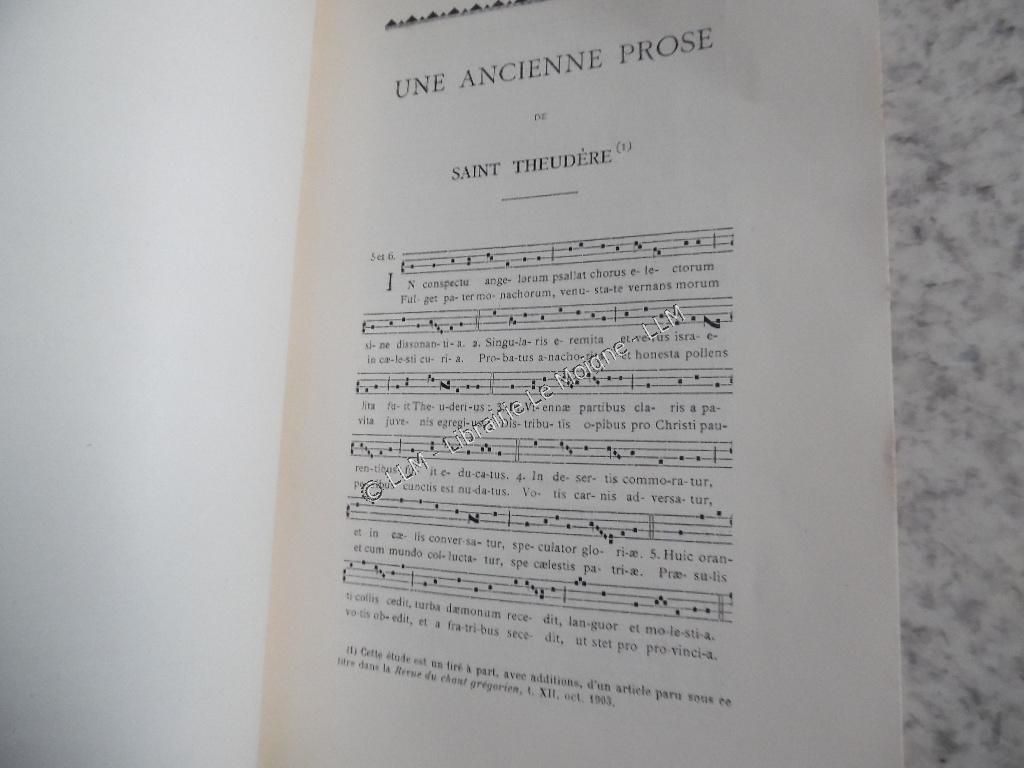 UNE ANCIENNE PROSE
DE
SAINT THEUDÈRE (1)
5 et 6.
IN conspectu ange- lorum psallat chorus e- le- ctorum
Ful- get pa- ter mo- nachorum, venu- sta-te vernans morum
si- ne dissonan- ti- a. 2. Singu-la- ris e- remita et verus isra- e-
in cæ-le-sti cu- ri- a. Pro-ba-tus a-nacho- et honesta pollens
lita fu- it The- u-deri-us: 3. Vi-ennæ partibus cla- ris a pa-
vita juve- nis egregi-us. Dis- tribu- tis o-pibus pro Christi pau-
ren-tibus it e- du-ca-tus. 4. In de- ser- tis commo-ra- tur,
cunctis est nu-da-tus. Vo- tis car- nis ad- versa- tur,
et in cæ- lis conver-sa- tur, spe- culator glo- ri-æ. 5. Huic oran-
et cum mundo col- lucta- tur, spe cælestis pa- tri-æ. Præ- su-lis
ti collis cedit, turba dæmonum rece- dit, lan-guor et mo-le-sti-a.
vo-tis ob-edit, et a fra-tri-bus sece- dit, ut stet pro pro-vinci-a.
(1) Cette étude est un tiré à part, avec additions, d'un article paru sous ce
titre dans la Revue du chant grégorien, t. XII, oct. 1903.
© LLM - Librairie Le Moine - LLM